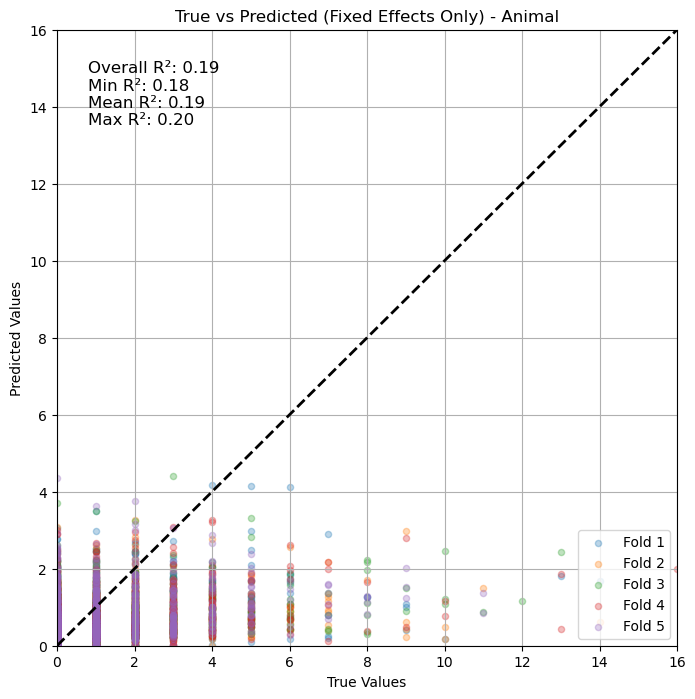 True vs Predicted (Fixed Effects Only) - Animal
Overall R²: 0.19
Min R²: 0.18
Mean R²: 0.19
Max R²: 0.20
Predicted Values
16
14
12
10
8
6
4
2
0
Fold 1
Fold 2
Fold 3
Fold 4
Fold 5
0 2 4 6 8 10 12 14 16
True Values